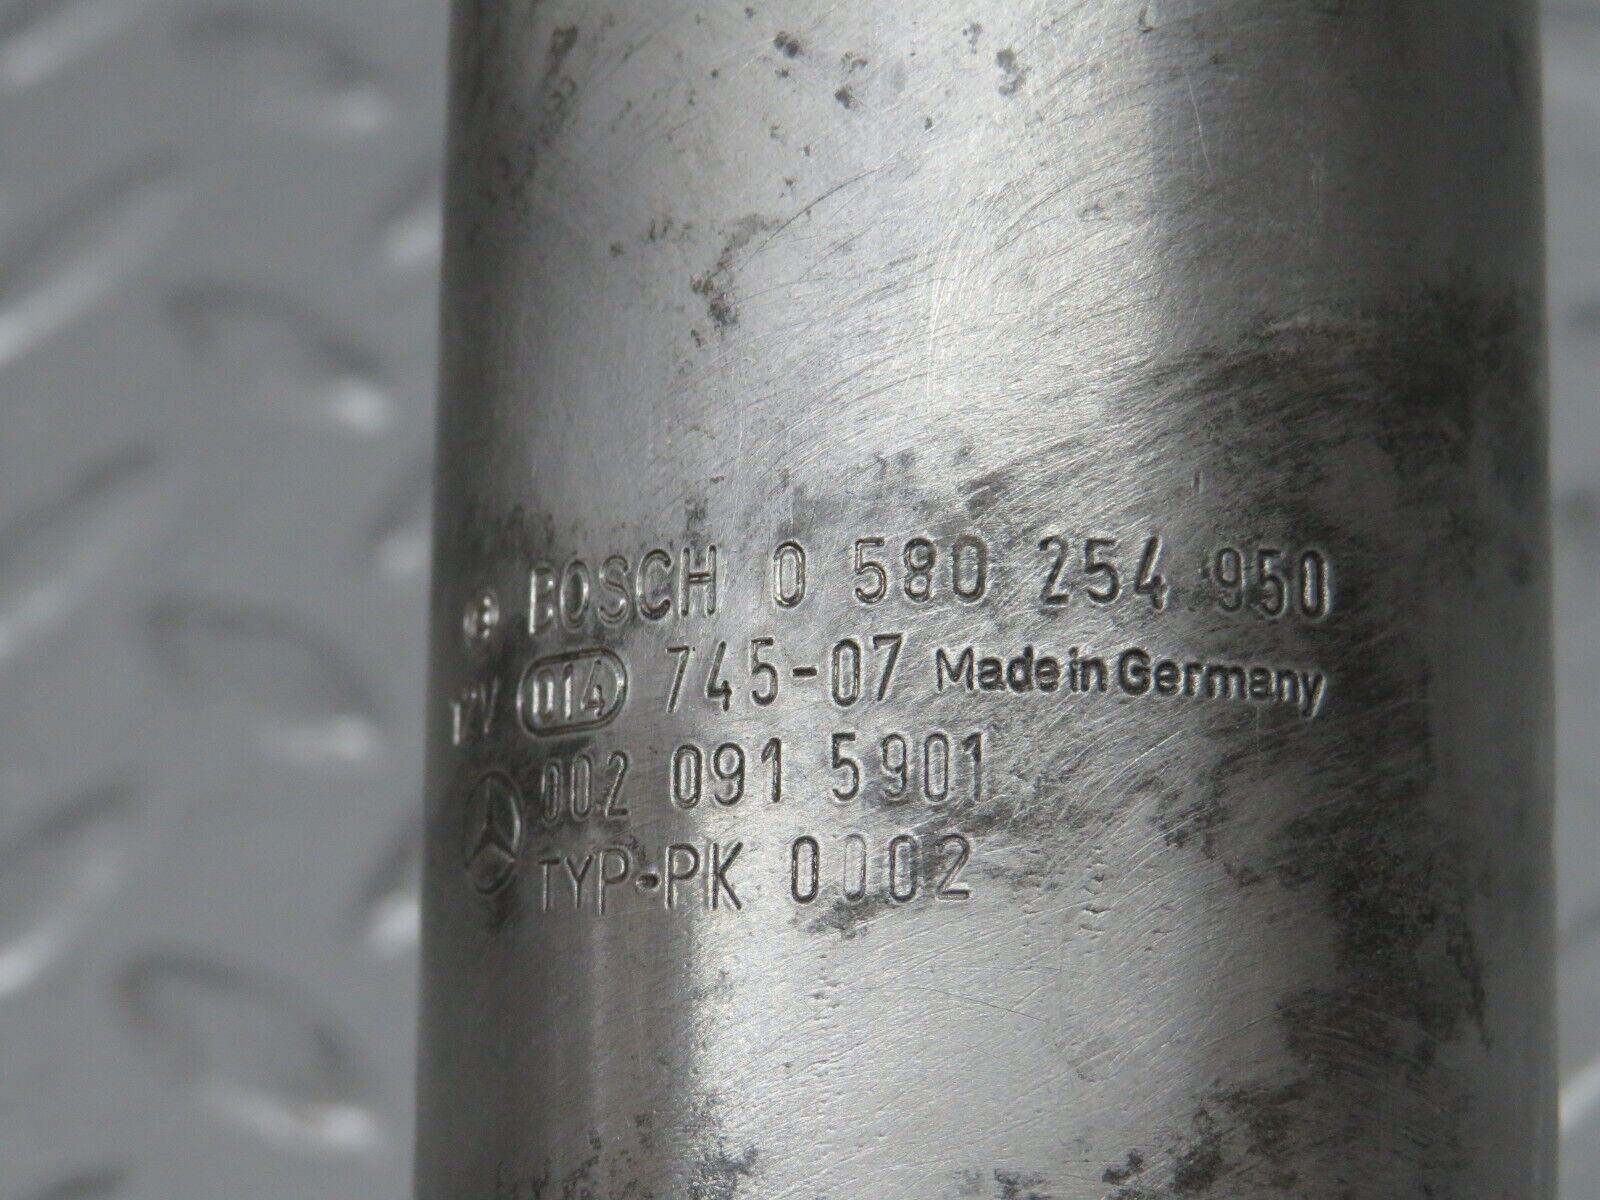 BOSCH 0 580 254 950
12V 014 745-07 Made in Germany
002 091 5901
TYP-PK 0002